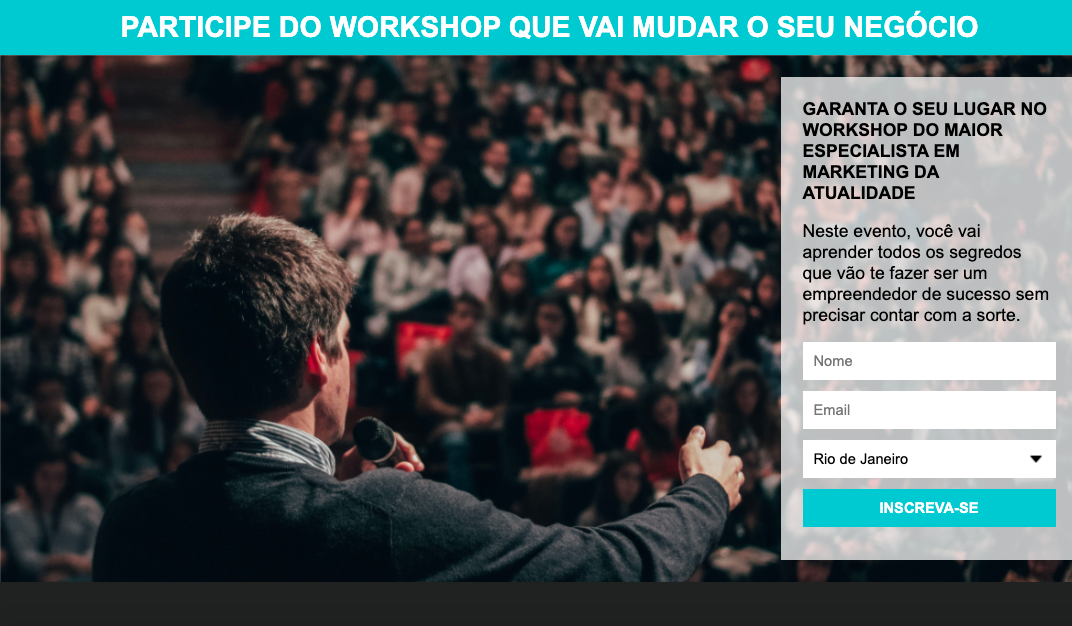 PARTICIPE DO WORKSHOP QUE VAI MUDAR O SEU NEGÓCIO
GARANTA O SEU LUGAR NO
WORKSHOP DO MAIOR
ESPECIALISTA EM
MARKETING DA
ATUALIDADE
Neste evento, você vai
aprender todos os segredos
que vão te fazer ser um
empreendedor de sucesso sem
precisar contar com a sorte.
Nome
Email
Rio de Janeiro
INSCREVA-SE